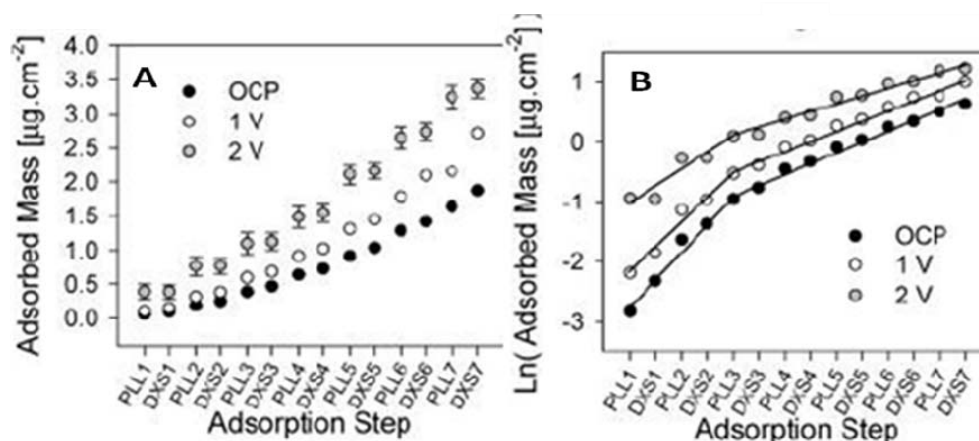 Adsorbed Mass [µg.cm-2]
4.0
3.5
3.0
2.5
2.0
1.5
1.0
0.5
0.0
A
OCP
1 V
2 V
PLL1
DXS1
PLL2
DXS2
PLL3
DXS3
PLL4
DXS4
PLL5
DXS5
PLL6
DXS6
PLL7
DXS7
Adsorption Step
Ln( Adsorbed Mass [µg.cm-2] )
1
0
-1
-2
-3
B
OCP
1 V
2 V
PLL1
DXS1
PLL2
DXS2
PLL3
DXS3
PLL4
DXS4
PLL5
DXS5
PLL6
DXS6
PLL7
DXS7
Adsorption Step